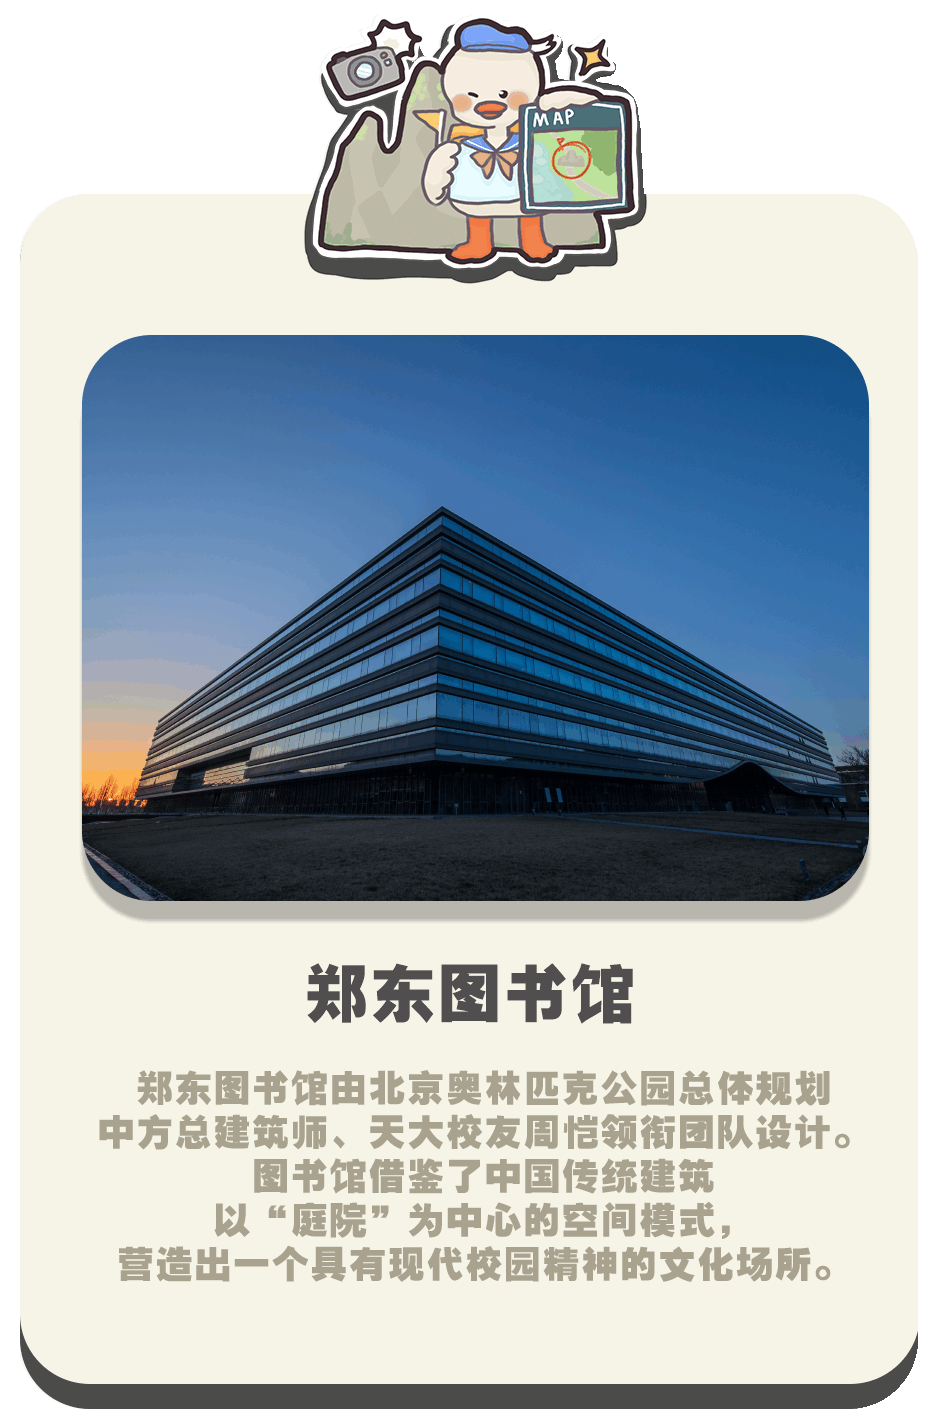 MAP
郑东图书馆
郑东图书馆由北京奥林匹克公园总体规划
中方总建筑师、天大校友周恺领衔团队设计。
图书馆借鉴了中国传统建筑
以“庭院”为中心的空间模式，
营造出一个具有现代校园精神的文化场所。